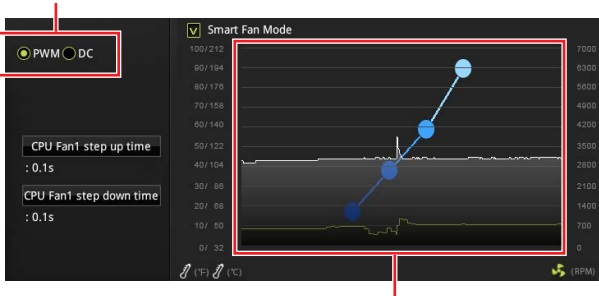 V Smart Fan Mode
PWM DC
100/212 7000
90/194 6300
80/176 5600
70/158 4900
60/140 4200
50/122 3500
40/104 2800
30/ 86 2100
20/ 68 1400
10/ 50 700
0/ 32 0
CPU Fan1 step up time
: 0.1s
CPU Fan1 step down time
: 0.1s
(°F) (°C) (RPM)